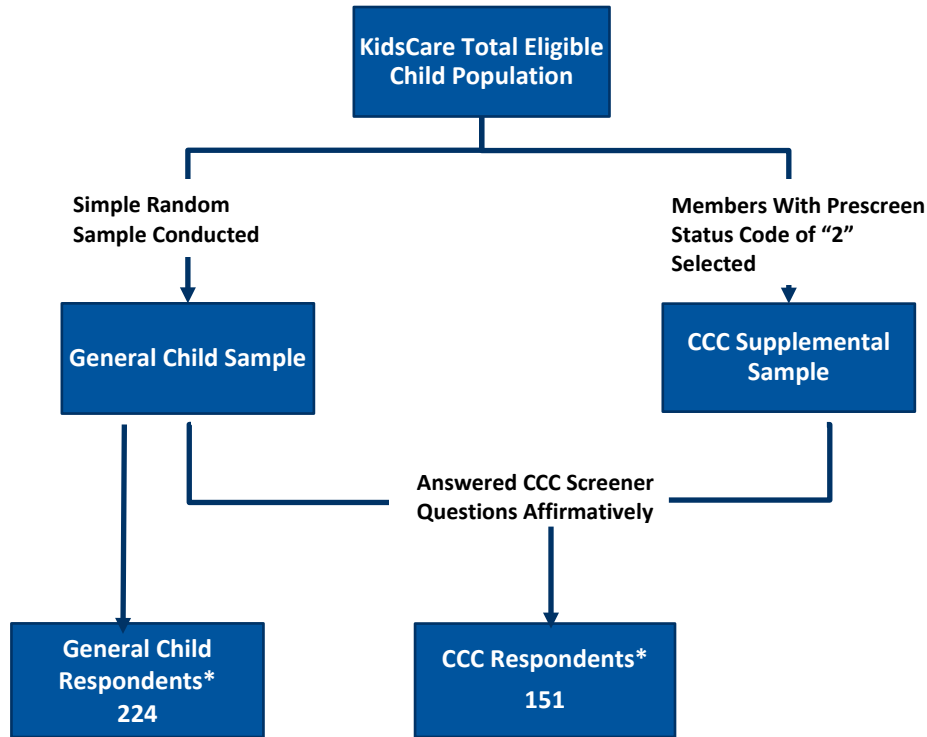 KidsCare Total Eligible
Child Population
Simple Random
Sample Conducted
Members With Prescreen
Status Code of “2”
Selected
General Child Sample
CCC Supplemental
Sample
Answered CCC Screener
Questions Affirmatively
General Child
Respondents*
224
CCC Respondents*
151